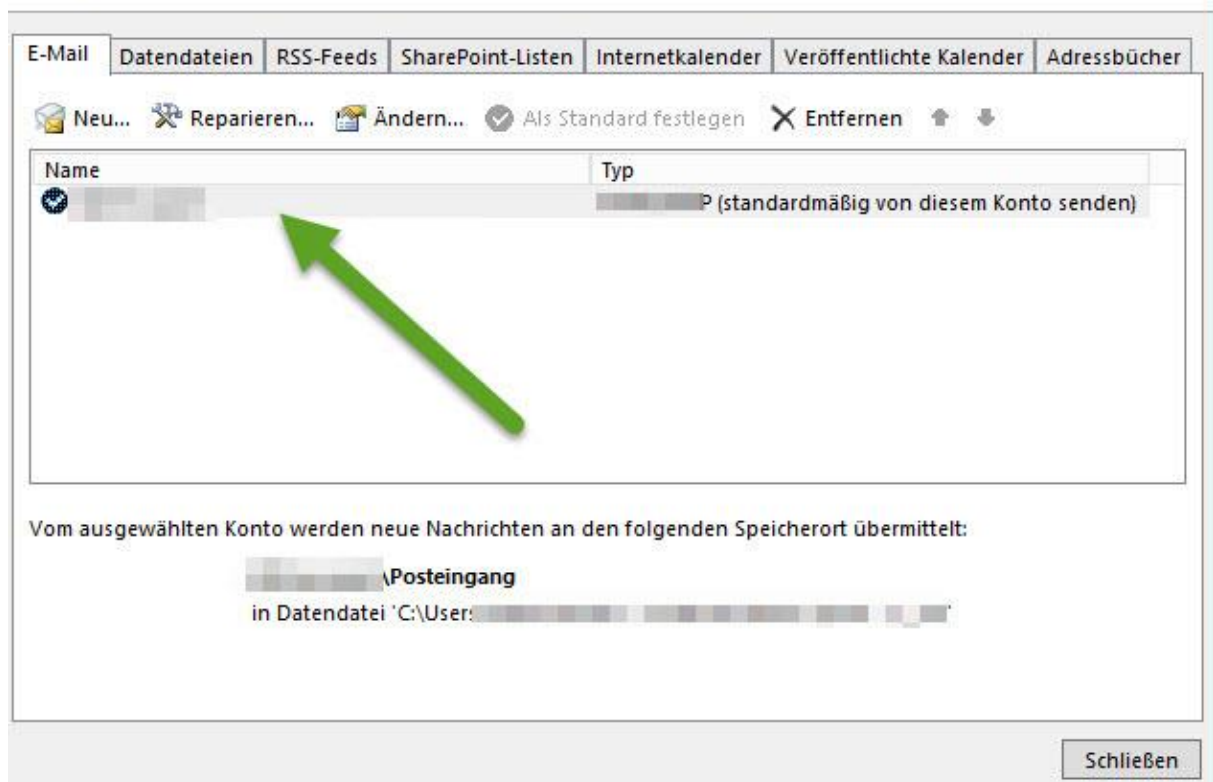 E-Mail Datendateien RSS-Feeds SharePoint-Listen Internetkalender Veröffentlichte Kalender Adressbücher
Neu... Reparieren... Ändern... Als Standard festlegen Entfernen
Name Typ
P (standardmäßig von diesem Konto senden)
Vom ausgewählten Konto werden neue Nachrichten an den folgenden Speicherort übermittelt:
\Posteingang
in Datendatei 'C:\Users
Schließen